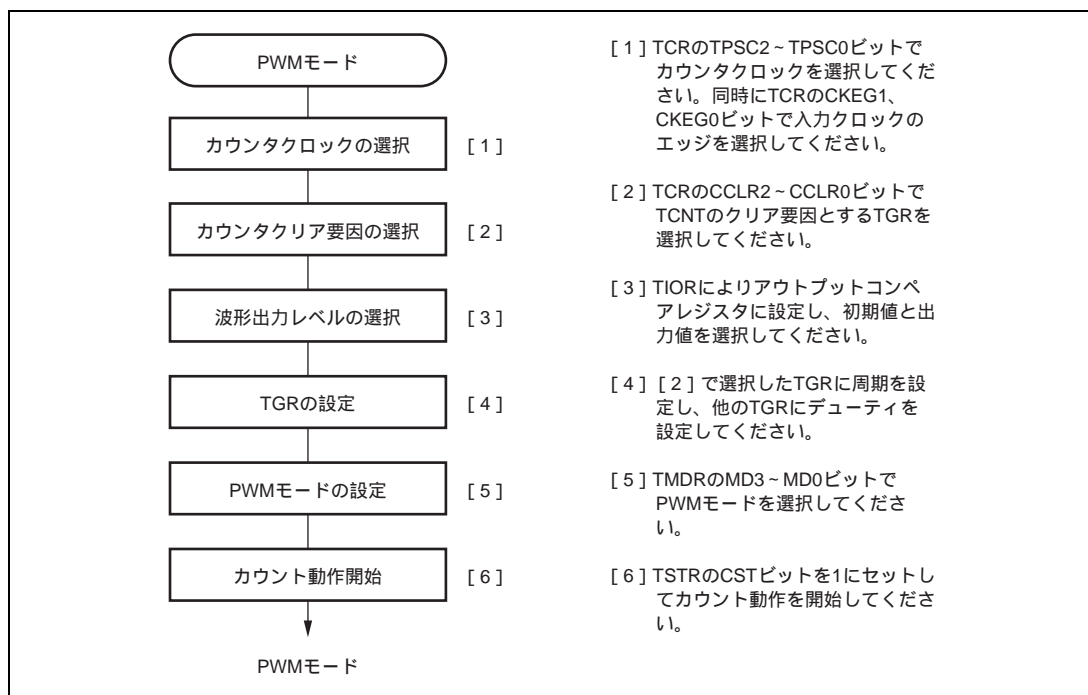 PWMモード
カウンタクロックの選択 [1]
カウンタクリア要因の選択 [2]
波形出力レベルの選択 [3]
TGRの設定 [4]
PWMモードの設定 [5]
カウント動作開始 [6]
PWMモード
[1] TCRのTPSC2~TPSC0ビットで
カウンタクロックを選択してくだ
さい。同時にTCRのCKEG1、
CKEG0ビットで入力クロックの
エッジを選択してください。
[2] TCRのCCLR2~CCLR0ビットで
TCNTのクリア要因とするTGRを
選択してください。
[3] TIORによりアウトプットコンペ
アレジスタに設定し、初期値と出
力値を選択してください。
[4] [2]で選択したTGRに周期を設
定し、他のTGRにデューティを
設定してください。
[5] TMDRのMD3~MD0ビットで
PWMモードを選択してくださ
い。
[6] TSTRのCSTビットを1にセットし
てカウント動作を開始してくださ
い。